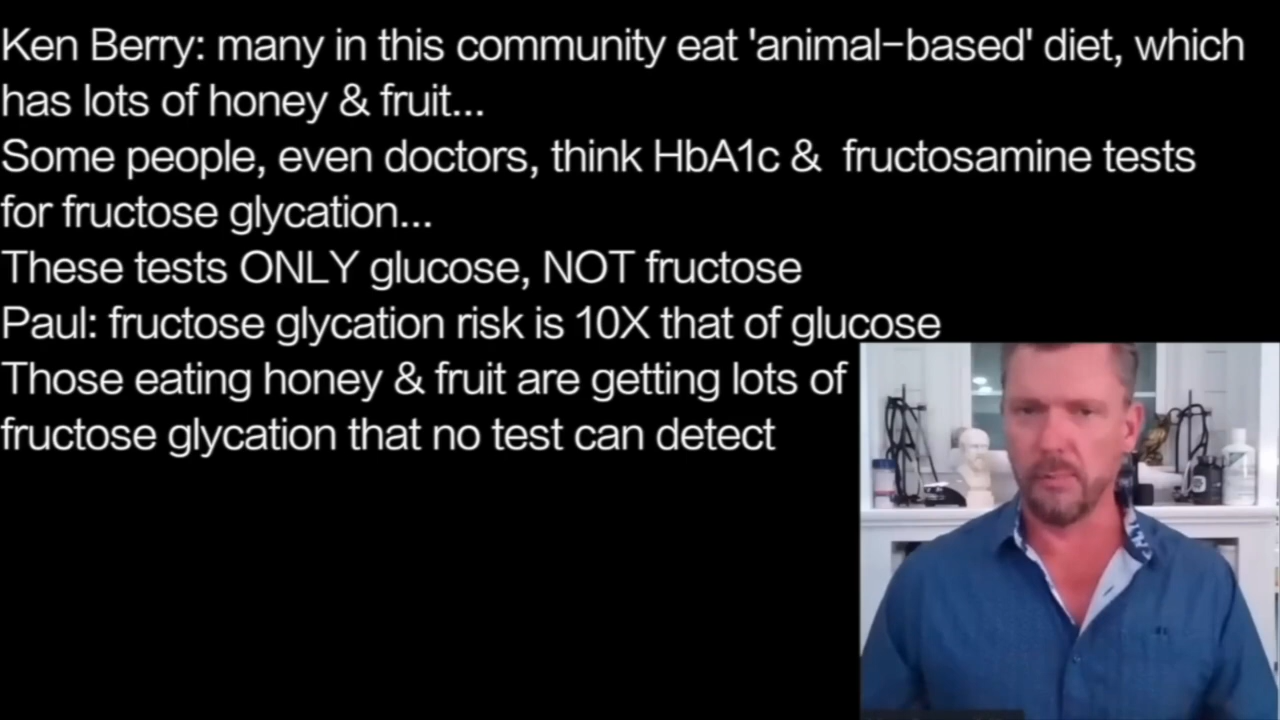 Ken Berry: many in this community eat 'animal-based' diet, which
has lots of honey & fruit...
Some people, even doctors, think HbA1c &  fructosamine tests
for fructose glycation...
These tests ONLY glucose, NOT fructose
Paul: fructose glycation risk is 10X that of glucose
Those eating honey & fruit are getting lots of
fructose glycation that no test can detect